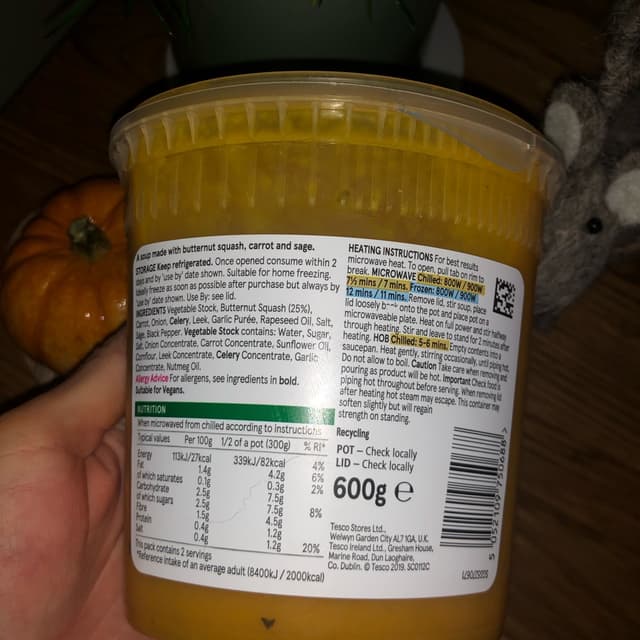 A soup made with butternut squash, carrot and sage.
STORAGE Keep refrigerated. Once opened consume within 2
days and by 'use by' date shown. Suitable for home freezing.
Ideally freeze as soon as possible after purchase but always by
'use by' date shown. Use By: see lid.
INGREDIENTS Vegetable Stock, Butternut Squash (25%),
Carrot, Onion, Celery, Leek, Garlic Purée, Rapeseed Oil, Salt,
Sage, Black Pepper. Vegetable Stock contains: Water, Sugar,
Salt, Onion Concentrate, Carrot Concentrate, Sunflower Oil,
Cornflour, Leek Concentrate, Celery Concentrate, Garlic
Concentrate, Nutmeg Oil.
Allergy Advice For allergens, see ingredients in bold.
Suitable for Vegans.
NUTRITION
When microwaved from chilled according to instructions.
Typical values Per 100g 1/2 of a pot (300g) % RI*
Energy 113kJ/27kcal 339kJ/82kcal 4%
Fat 1.4g 4.2g 6%
of which saturates 0.1g 0.3g 2%
Carbohydrate 2.5g 7.5g
of which sugars 2.5g 7.5g 8%
Fibre 1.5g 4.5g
Protein 0.4g 1.2g
Salt 0.4g 1.2g 20%
This pack contains 2 servings
*Reference intake of an average adult (8400kJ / 2000kcal)
HEATING INSTRUCTIONS For best results
microwave heat. To open, pull tab on rim to
break. MICROWAVE Chilled: 800W / 900W
7½ mins / 7 mins. Frozen: 800W / 900W
12 mins / 11 mins. Remove lid, stir soup, place
lid loosely onto the pot and place pot on a
microwaveable plate. Heat on full power and stir halfway
through heating. Stir and leave to stand for 2 minutes after
heating. HOB Chilled: 5-6 mins. Empty contents into a
saucepan. Heat gently, stirring occasionally, until piping hot.
Do not allow to boil. Caution Take care when removing and
pouring as product will be hot. Important Check food is
piping hot throughout before serving. When removing lid
after heating hot steam may escape. This container may
soften slightly but will regain
strength on standing.
Recycling
POT – Check locally
LID – Check locally
600g e
Tesco Stores Ltd.,
Welwyn Garden City AL7 1GA, U.K.
Tesco Ireland Ltd., Gresham House,
Marine Road, Dun Laoghaire,
Co. Dublin. © Tesco 2019. SC0112C